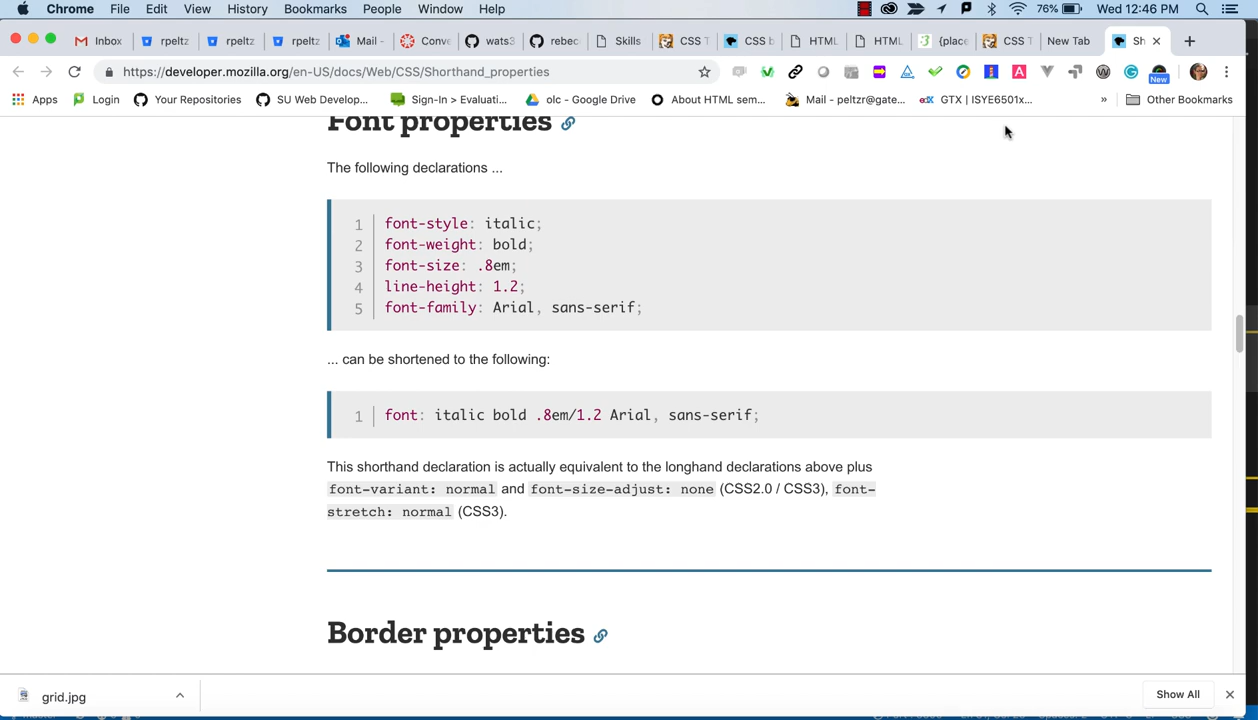 Chrome File Edit View History Bookmarks People Window Help 76% Wed 12:46 PM
Inbox rpeltz rpeltz rpeltz Mail - Conve wats3 rebec Skills CSS T CSS b HTML HTML {place CSS T New Tab Sh
https://developer.mozilla.org/en-US/docs/Web/CSS/Shorthand_properties
New
Apps Login Your Repositories SU Web Develop... Sign-In > Evaluati... olc - Google Drive About HTML sem... Mail - peltzr@gate... GTX | ISYE6501x... » Other Bookmarks
Font properties
The following declarations ...
1 font-style: italic;
2 font-weight: bold;
3 font-size: .8em;
4 line-height: 1.2;
5 font-family: Arial, sans-serif;
... can be shortened to the following:
1 font: italic bold .8em/1.2 Arial, sans-serif;
This shorthand declaration is actually equivalent to the longhand declarations above plus
font-variant: normal and font-size-adjust: none (CSS2.0 / CSS3), font-
stretch: normal (CSS3).
Border properties
grid.jpg Show All